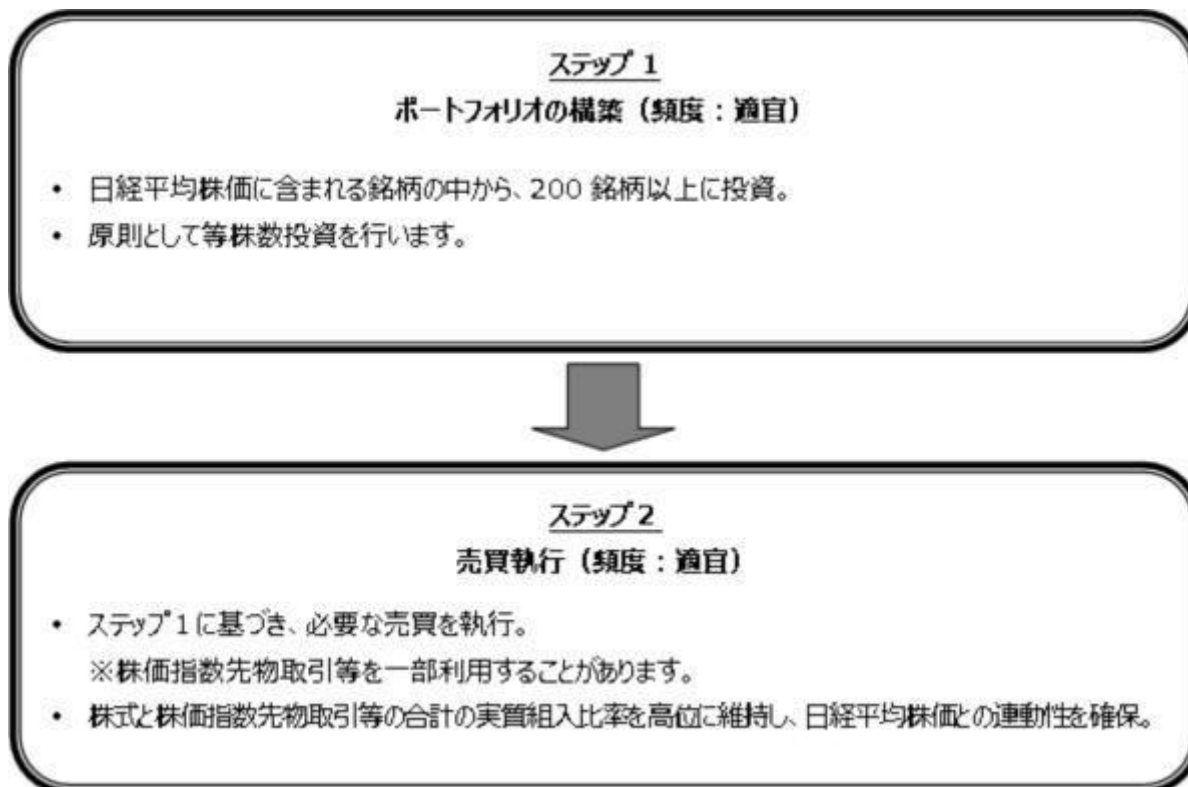 ステップ 1
ポートフォリオの構築（頻度：適宜）
• 日経平均株価に含まれる銘柄の中から、200 銘柄以上に投資。
• 原則として等株数投資を行います。
ステップ 2
売買執行（頻度：適宜）
• ステップ 1 に基づき、必要な売買を執行。
※株価指数先物取引等を一部利用することがあります。
• 株式と株価指数先物取引等の合計の実質組入比率を高位に維持し、日経平均株価との連動性を確保。